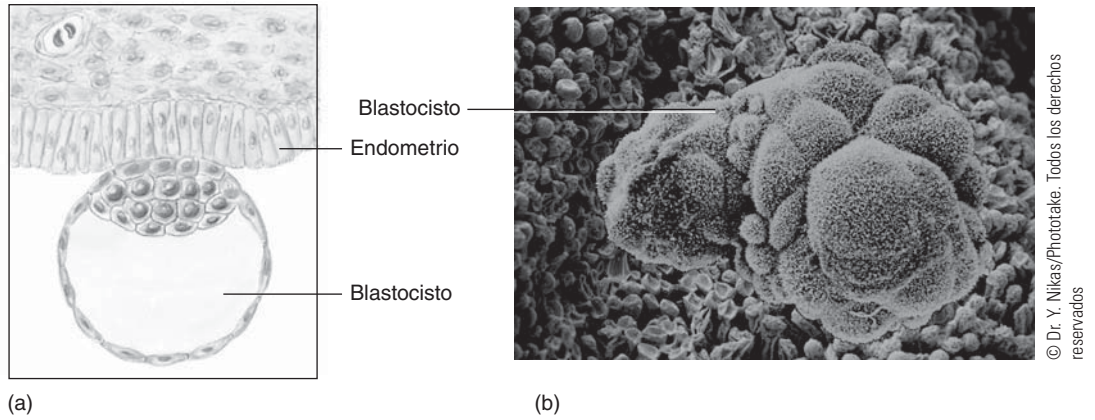 Blastocisto
Endometrio
Blastocisto
(a)
(b)
© Dr. Y. Nikas/Phototake. Todos los derechos
reservados